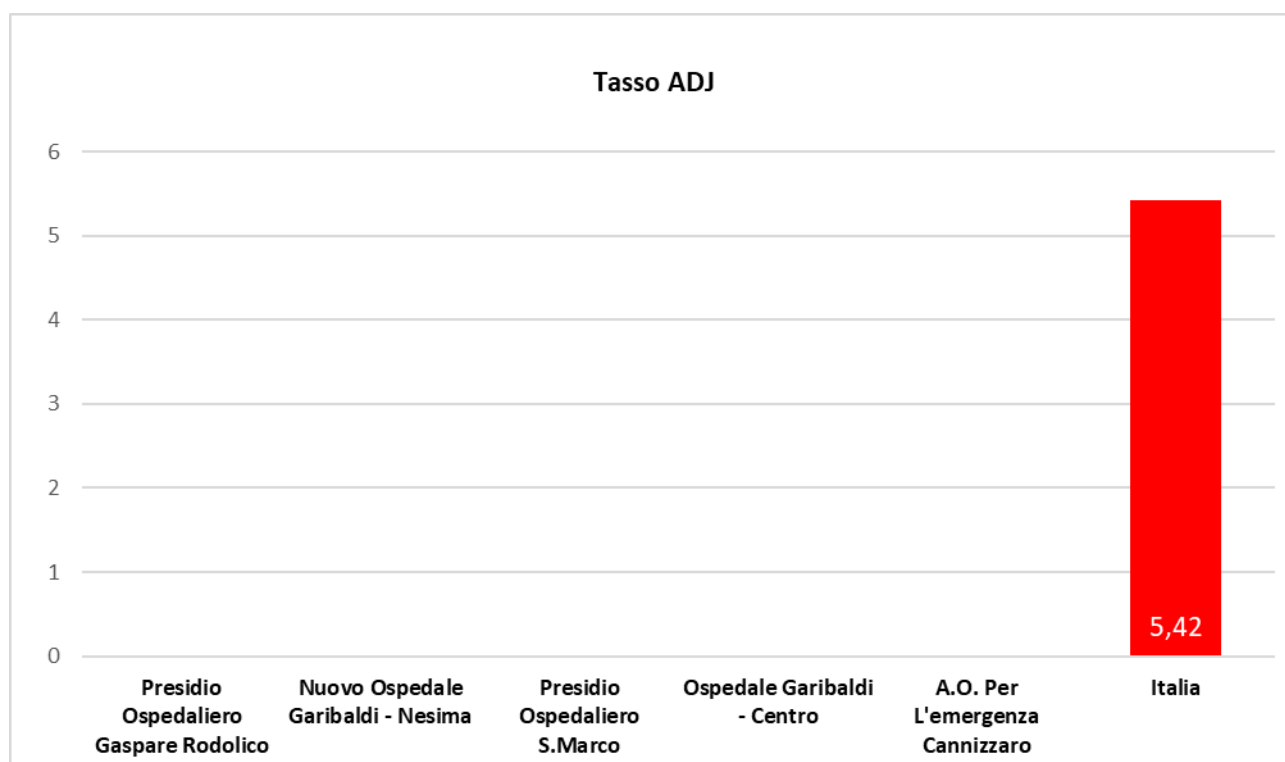 Tasso ADJ
6
5
4
3
2
1
0
5,42
Presidio
Ospedaliero
Gaspare Rodolico
Nuovo Ospedale
Garibaldi - Nesima
Presidio
Ospedaliero
S.Marco
Ospedale Garibaldi
- Centro
A.O. Per
L'emergenza
Cannizzaro
Italia